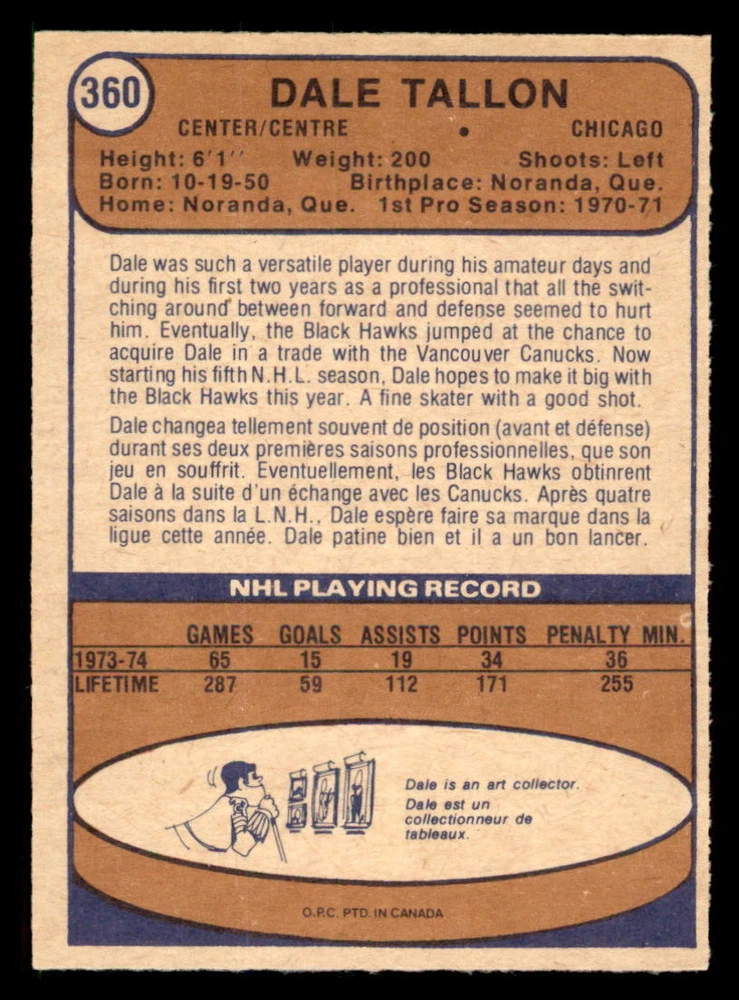 360
DALE TALLON
CENTER/CENTRE • CHICAGO
Height: 6'1'' Weight: 200 Shoots: Left
Born: 10-19-50 Birthplace: Noranda, Que.
Home: Noranda, Que. 1st Pro Season: 1970-71
Dale was such a versatile player during his amateur days and
during his first two years as a professional that all the swit-
ching around between forward and defense seemed to hurt
him. Eventually, the Black Hawks jumped at the chance to
acquire Dale in a trade with the Vancouver Canucks. Now
starting his fifth N.H.L. season, Dale hopes to make it big with
the Black Hawks this year. A fine skater with a good shot.
Dale changea tellement souvent de position (avant et défense)
durant ses deux premières saisons professionnelles, que son
jeu en souffrit. Eventuellement, les Black Hawks obtinrent
Dale à la suite d'un échange avec les Canucks. Après quatre
saisons dans la L.N.H., Dale espère faire sa marque dans la
ligue cette année. Dale patine bien et il a un bon lancer.
NHL PLAYING RECORD
GAMES GOALS ASSISTS POINTS PENALTY MIN.
1973-74 65 15 19 34 36
LIFETIME 287 59 112 171 255
Dale is an art collector.
Dale est un
collectionneur de
tableaux.
O.P.C. PTD. IN CANADA